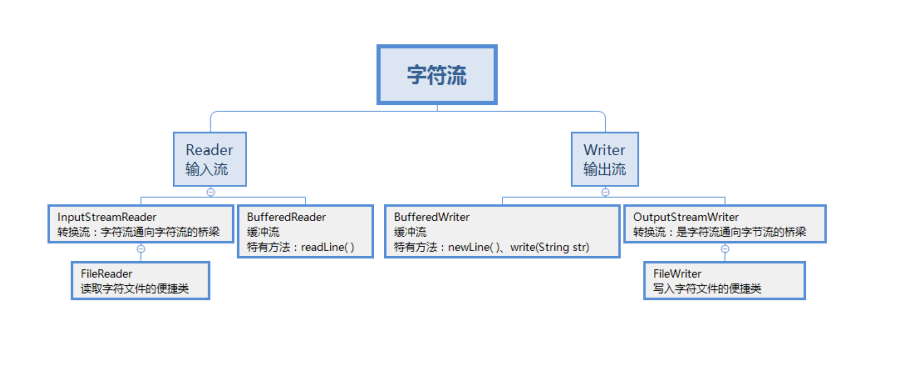 字符流
Reader
输入流
Writer
输出流
InputStreamReader
转换流：字符流通向字符流的桥梁
BufferedReader
缓冲流
特有方法：readLine( )
BufferedWriter
缓冲流
特有方法：newLine( )、write(String str)
OutputStreamWriter
转换流：是字符流通向字节流的桥梁
FileReader
读取字符文件的便捷类
FileWriter
写入字符文件的便捷类